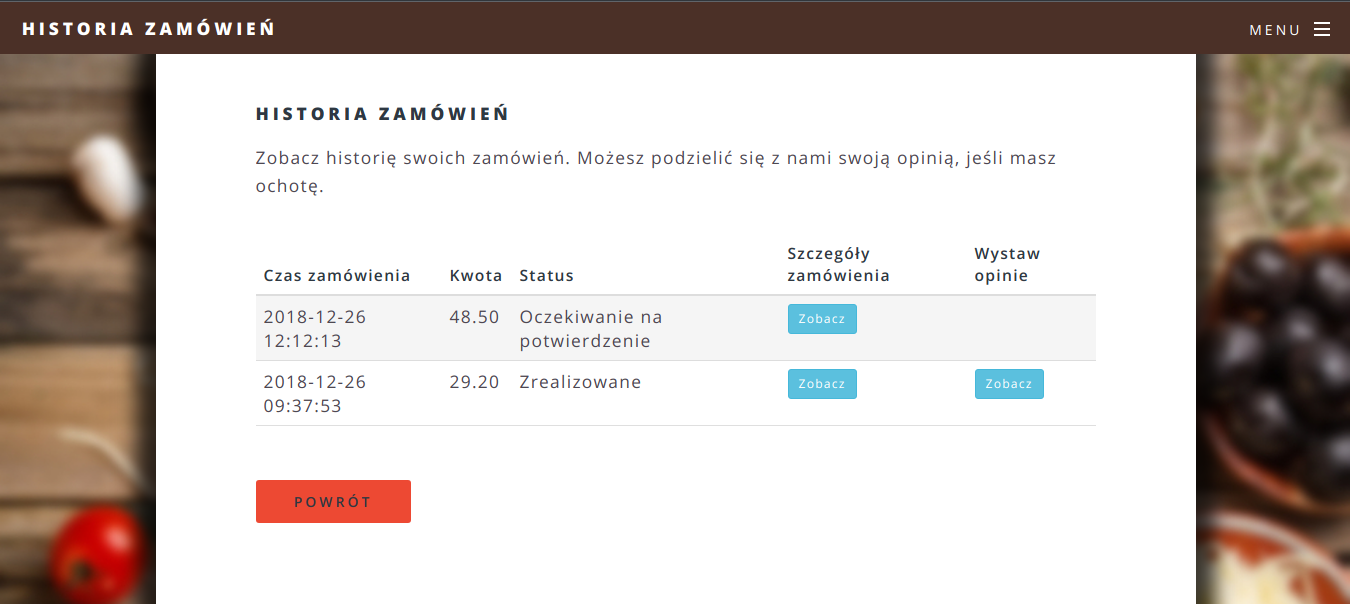 HISTORIA ZAMÓWIEŃ
MENU
HISTORIA ZAMÓWIEŃ
Zobacz historię swoich zamówień. Możesz podzielić się z nami swoją opinią, jeśli masz
ochotę.
Czas zamówienia Kwota Status Szczegóły zamówienia Wystaw opinie
2018-12-26 12:12:13 48.50 Oczekiwanie na potwierdzenie Zobacz
2018-12-26 09:37:53 29.20 Zrealizowane Zobacz Zobacz
POWRÓT